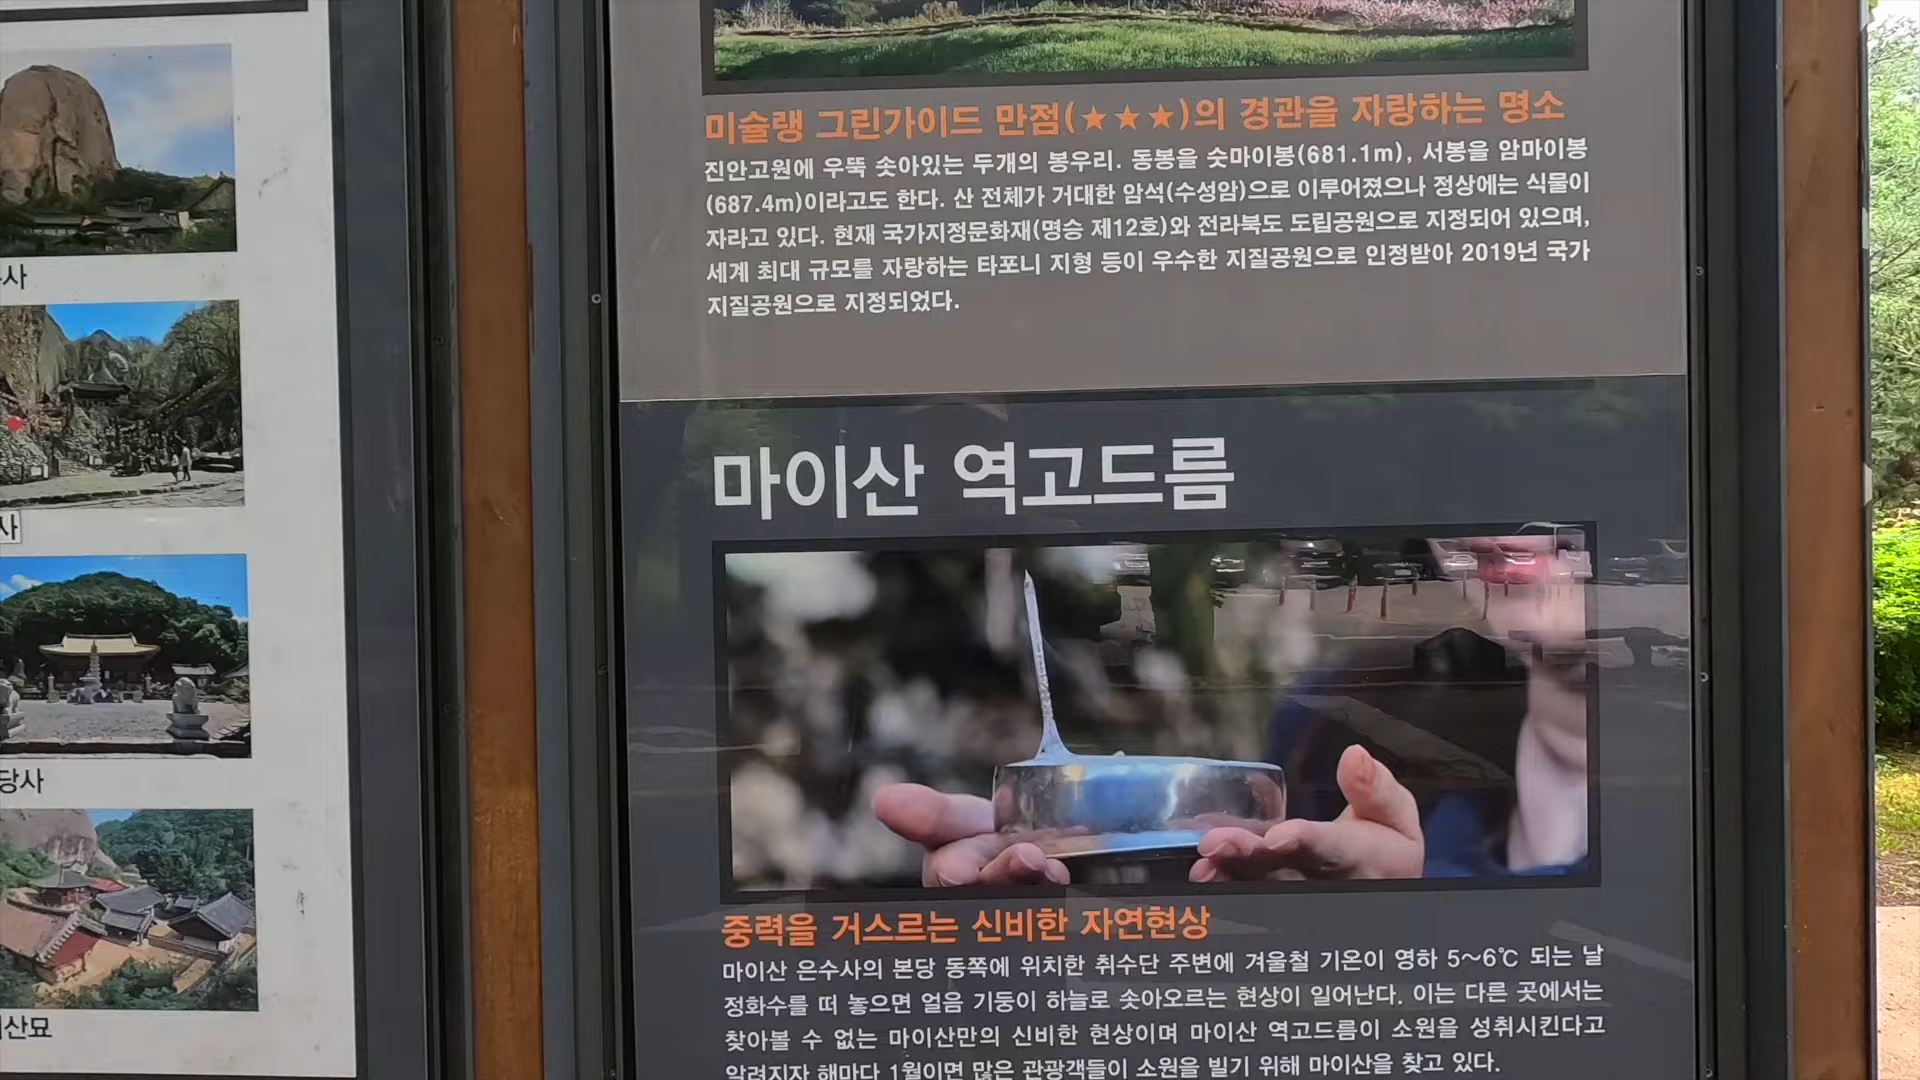 사
사
당사
산묘
미슐랭 그린가이드 만점(★★★)의 경관을 자랑하는 명소
진안고원에 우뚝 솟아있는 두개의 봉우리. 동봉을 숫마이봉(681.1m), 서봉을 암마이봉
(687.4m)이라고도 한다. 산 전체가 거대한 암석(수성암)으로 이루어졌으나 정상에는 식물이
자라고 있다. 현재 국가지정문화재(명승 제12호)와 전라북도 도립공원으로 지정되어 있으며,
세계 최대 규모를 자랑하는 타포니 지형 등이 우수한 지질공원으로 인정받아 2019년 국가
지질공원으로 지정되었다.
마이산 역고드름
중력을 거스르는 신비한 자연현상
마이산 은수사의 본당 동쪽에 위치한 취수단 주변에 겨울철 기온이 영하 5~6℃ 되는 날
정화수를 떠 놓으면 얼음 기둥이 하늘로 솟아오르는 현상이 일어난다. 이는 다른 곳에서는
찾아볼 수 없는 마이산만의 신비한 현상이며 마이산 역고드름이 소원을 성취시킨다고
알려지자 해마다 1월이면 많은 관광객들이 소원을 빌기 위해 마이산을 찾고 있다.